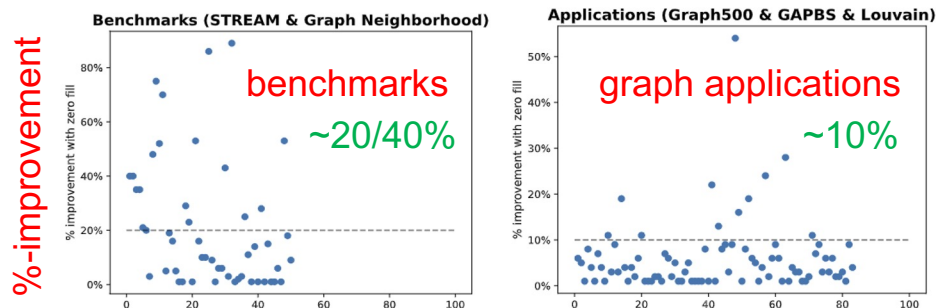 %-improvement
Benchmarks (STREAM & Graph Neighborhood)
% improvement with zero fill
80%
60%
40%
20%
0%
benchmarks
~20/40%
0 20 40 60 80 100
Applications (Graph500 & GAPBS & Louvain)
% improvement with zero fill
50%
40%
30%
20%
10%
0%
graph applications
~10%
0 20 40 60 80 100